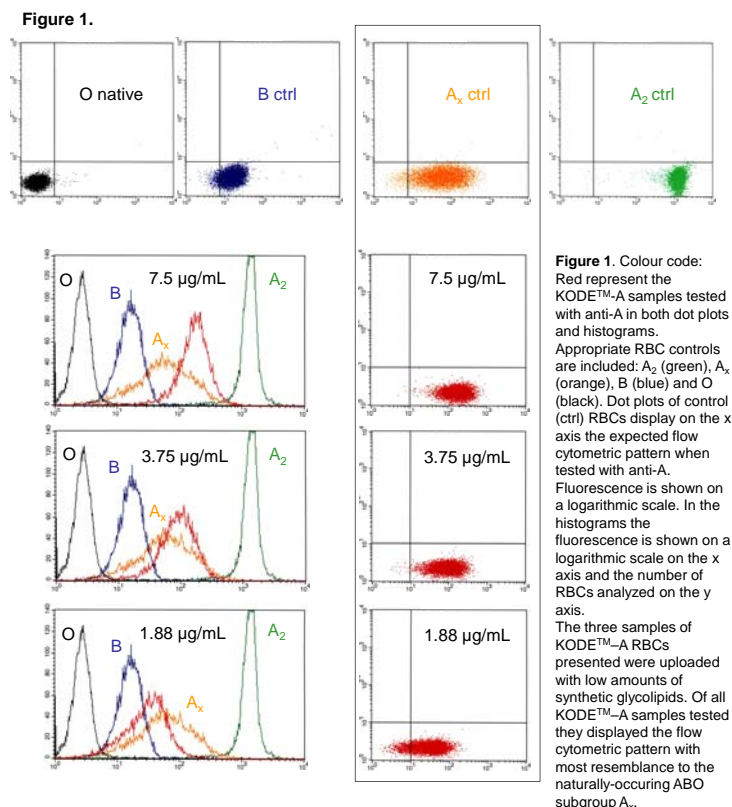 Figure 1.
O native
B ctrl
Aₓ ctrl
A₂ ctrl
O
B
7.5 µg/mL
A₂
Aₓ
7.5 µg/mL
O
B
3.75 µg/mL
A₂
Aₓ
3.75 µg/mL
O
B
1.88 µg/mL
A₂
Aₓ
1.88 µg/mL
Figure 1. Colour code:
Red represent the
KODE™-A samples tested
with anti-A in both dot plots
and histograms.
Appropriate RBC controls
are included: A₂ (green), Aₓ
(orange), B (blue) and O
(black). Dot plots of control
(ctrl) RBCs display on the x
axis the expected flow
cytometric pattern when
tested with anti-A.
Fluorescence is shown on
a logarithmic scale. In the
histograms the
fluorescence is shown on a
logarithmic scale on the x
axis and the number of
RBCs analyzed on the y
axis.
The three samples of
KODE™–A RBCs
presented were uploaded
with low amounts of
synthetic glycolipids. Of all
KODE™–A samples tested
they displayed the flow
cytometric pattern with
most resemblance to the
naturally-occuring ABO
subgroup Aₓ.